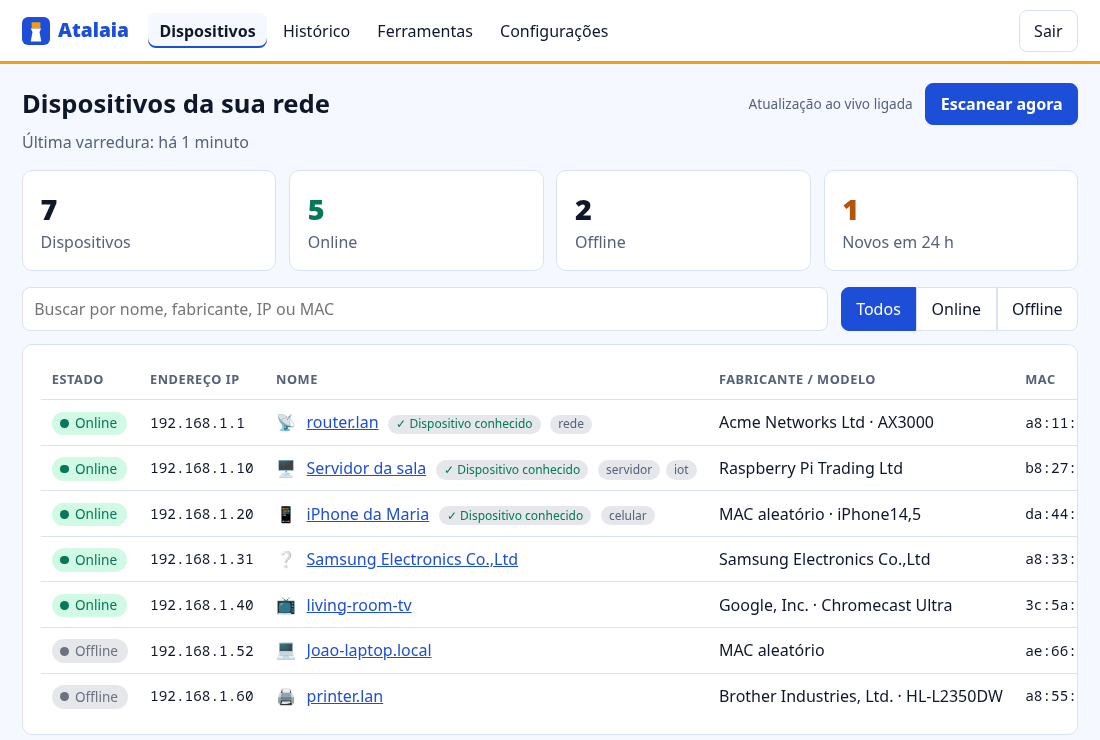 Atalaia Dispositivos Histórico Ferramentas Configurações Sair
Dispositivos da sua rede
Atualização ao vivo ligada Escanear agora
Última varredura: há 1 minuto
7 5 2 1
Dispositivos Online Offline Novos em 24 h
Buscar por nome, fabricante, IP ou MAC Todos Online Offline
ESTADO ENDEREÇO IP NOME FABRICANTE / MODELO MAC
Online 192.168.1.1 router.lan ✓ Dispositivo conhecido rede Acme Networks Ltd · AX3000 a8:11:
Online 192.168.1.10 Servidor da sala ✓ Dispositivo conhecido servidor iot Raspberry Pi Trading Ltd b8:27:
Online 192.168.1.20 iPhone da Maria ✓ Dispositivo conhecido celular MAC aleatório · iPhone14,5 da:44:
Online 192.168.1.31 Samsung Electronics Co.,Ltd Samsung Electronics Co.,Ltd a8:33:
Online 192.168.1.40 living-room-tv Google, Inc. · Chromecast Ultra 3c:5a:
Offline 192.168.1.52 Joao-laptop.local MAC aleatório ae:66:
Offline 192.168.1.60 printer.lan Brother Industries, Ltd. · HL-L2350DW a8:55: